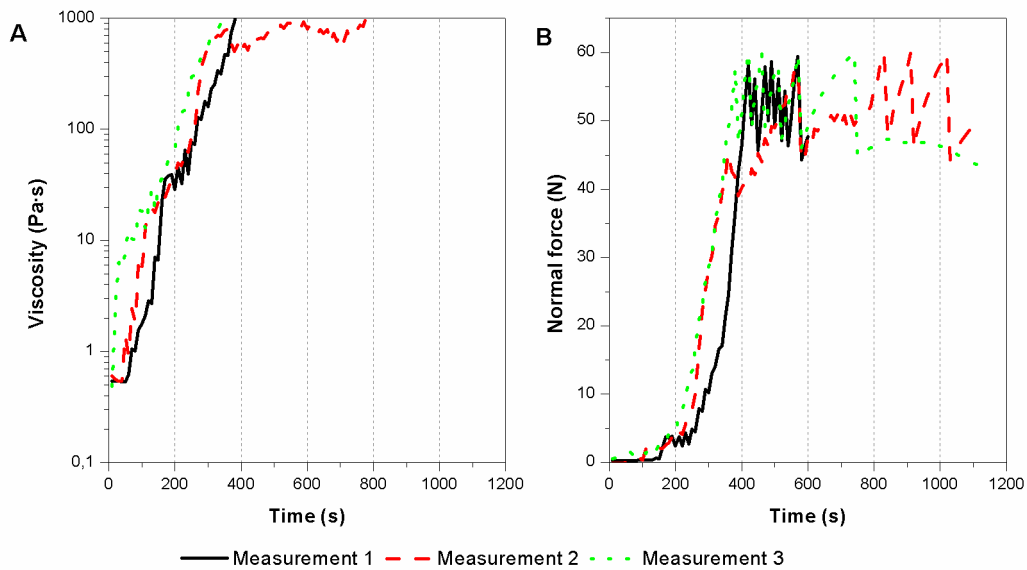 A
Viscosity (Pa·s)
1000
100
10
1
0,1
0
200
400
600
800
1000
1200
Time (s)
B
Normal force (N)
60
50
40
30
20
10
0
0
200
400
600
800
1000
1200
Time (s)
Measurement 1
Measurement 2
Measurement 3